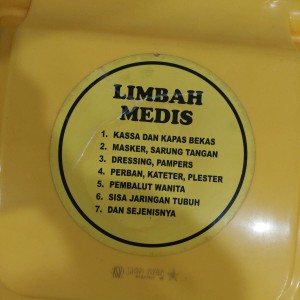 LIMBAH
MEDIS
1. KASSA DAN KAPAS BEKAS
2. MASKER, SARUNG TANGAN
3. DRESSING, PAMPERS
4. PERBAN, KATETER, PLESTER
5. PEMBALUT WANITA
6. SISA JARINGAN TUBUH
7. DAN SEJENISNYA